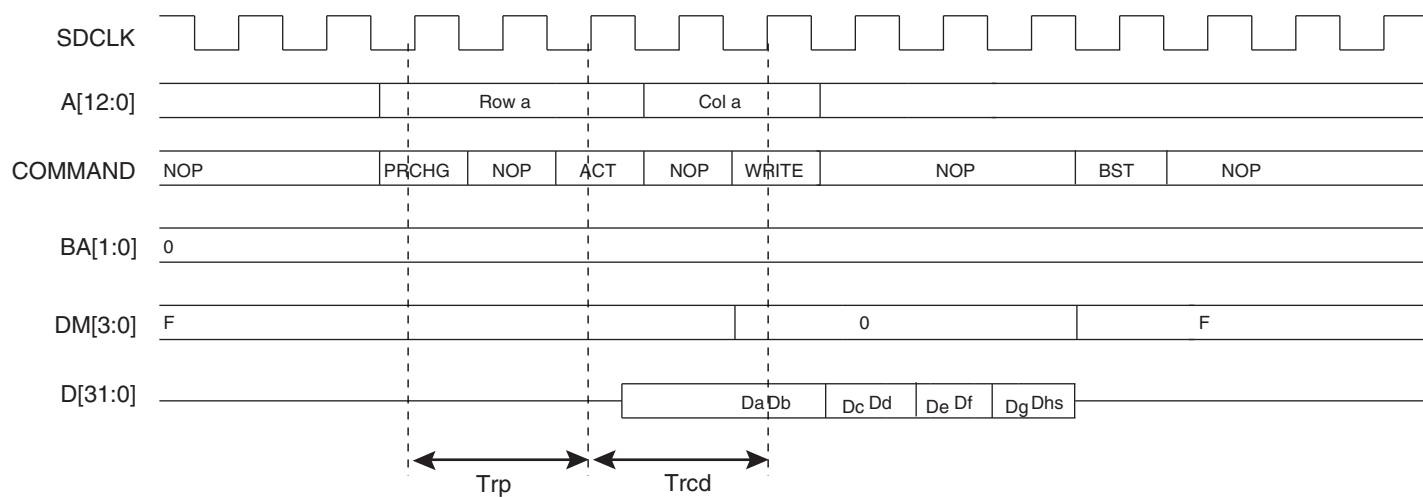 SDCLK
A[12:0] Row a Col a
COMMAND NOP PRCHG NOP ACT NOP WRITE NOP BST NOP
BA[1:0] 0
DM[3:0] F 0 F
D[31:0] Da Db Dc Dd De Df Dg Dhs
Trp Trcd